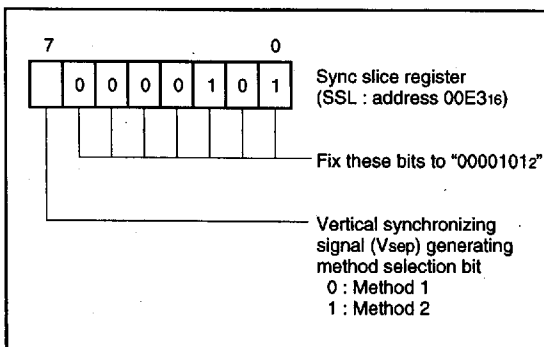 7 0
0 0 0 0 1 0 1
Sync slice register
(SSL : address 00E316)
Fix these bits to “00001012”
Vertical synchronizing
signal (Vsep) generating
method selection bit
0 : Method 1
1 : Method 2